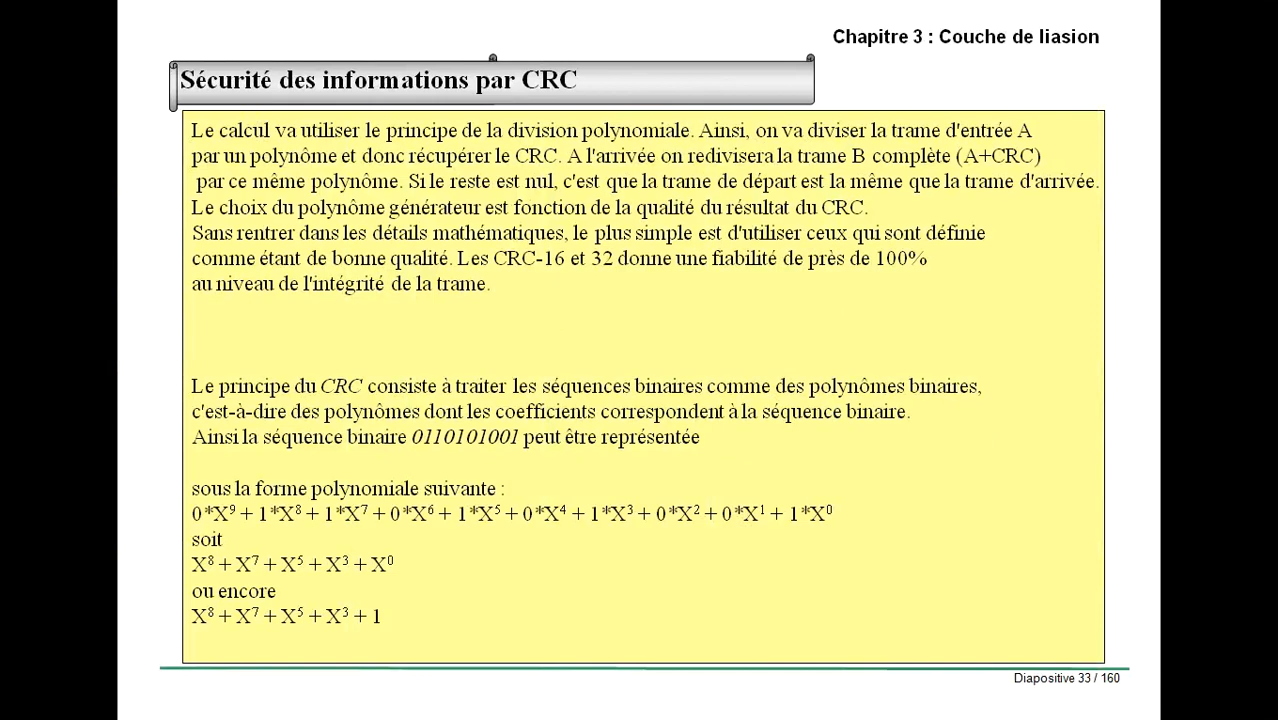 Chapitre 3 : Couche de liasion
Sécurité des informations par CRC
Le calcul va utiliser le principe de la division polynomiale. Ainsi, on va diviser la trame d'entrée A
par un polynôme et donc récupérer le CRC. A l'arrivée on redivisera la trame B complète (A+CRC)
par ce même polynôme. Si le reste est nul, c'est que la trame de départ est la même que la trame d'arrivée.
Le choix du polynôme générateur est fonction de la qualité du résultat du CRC.
Sans rentrer dans les détails mathématiques, le plus simple est d'utiliser ceux qui sont définie
comme étant de bonne qualité. Les CRC-16 et 32 donne une fiabilité de près de 100%
au niveau de l'intégrité de la trame.
Le principe du CRC consiste à traiter les séquences binaires comme des polynômes binaires,
c'est-à-dire des polynômes dont les coefficients correspondent à la séquence binaire.
Ainsi la séquence binaire 0110101001 peut être représentée
sous la forme polynomiale suivante :
0*X⁹ + 1*X⁸ + 1*X⁷ + 0*X⁶ + 1*X⁵ + 0*X⁴ + 1*X³ + 0*X² + 0*X¹ + 1*X⁰
soit
X⁸ + X⁷ + X⁵ + X³ + X⁰
ou encore
X⁸ + X⁷ + X⁵ + X³ + 1
Diapositive 33 / 160